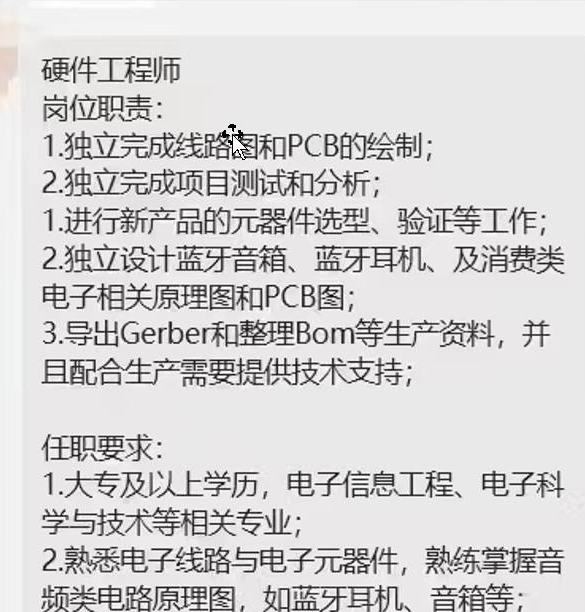 硬件工程师
岗位职责：
1.独立完成线路图和PCB的绘制；
2.独立完成项目测试和分析；
1.进行新产品的元器件选型、验证等工作；
2.独立设计蓝牙音箱、蓝牙耳机、及消费类
电子相关原理图和PCB图；
3.导出Gerber和整理Bom等生产资料，并
且配合生产需要提供技术支持；
任职要求：
1.大专及以上学历，电子信息工程、电子科
学与技术等相关专业；
2.熟悉电子线路与电子元器件，熟练掌握音
频类电路原理图，如蓝牙耳机、音箱等；